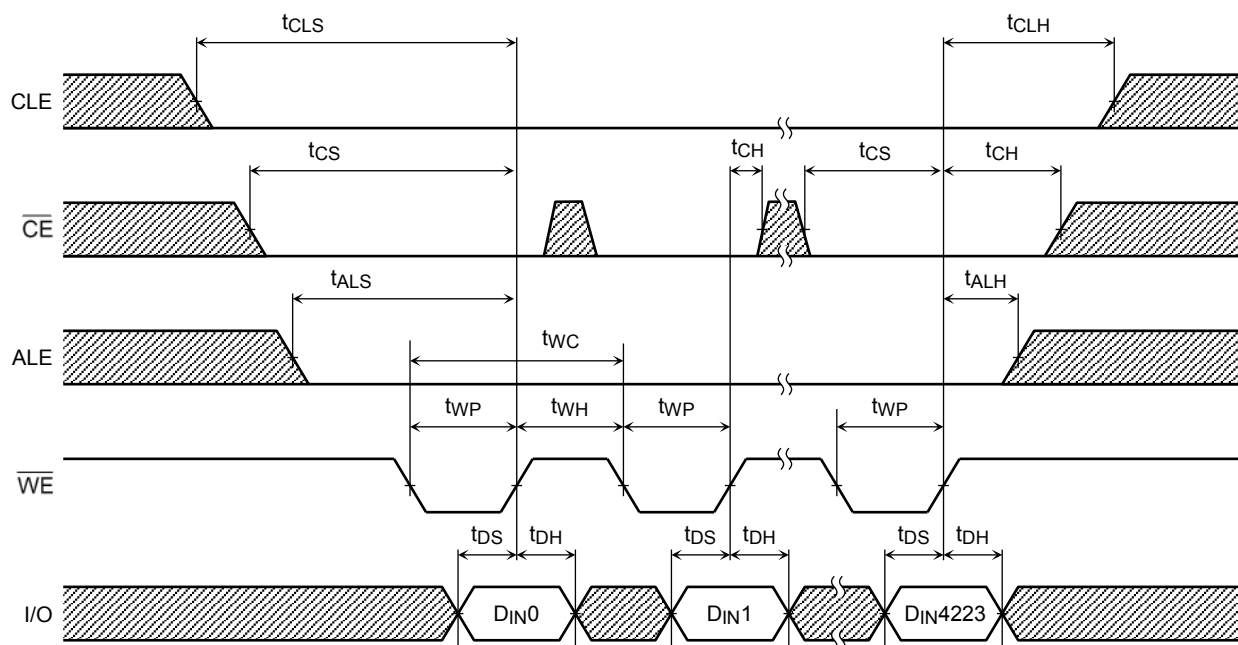 tCLS tCLH
CLE
tCS tCH tCS tCH
CE
tALS tALH
ALE
tWC
tWP tWH tWP tWP
WE
tDS tDH tDS tDH tDS tDH
I/O DIN0 DIN1 DIN4223